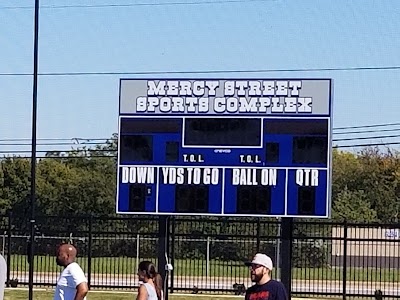 MERCY STREET
SPORTS COMPLEX
T. O. L. T. O. L.
DOWN YDS TO GO BALL ON QTR